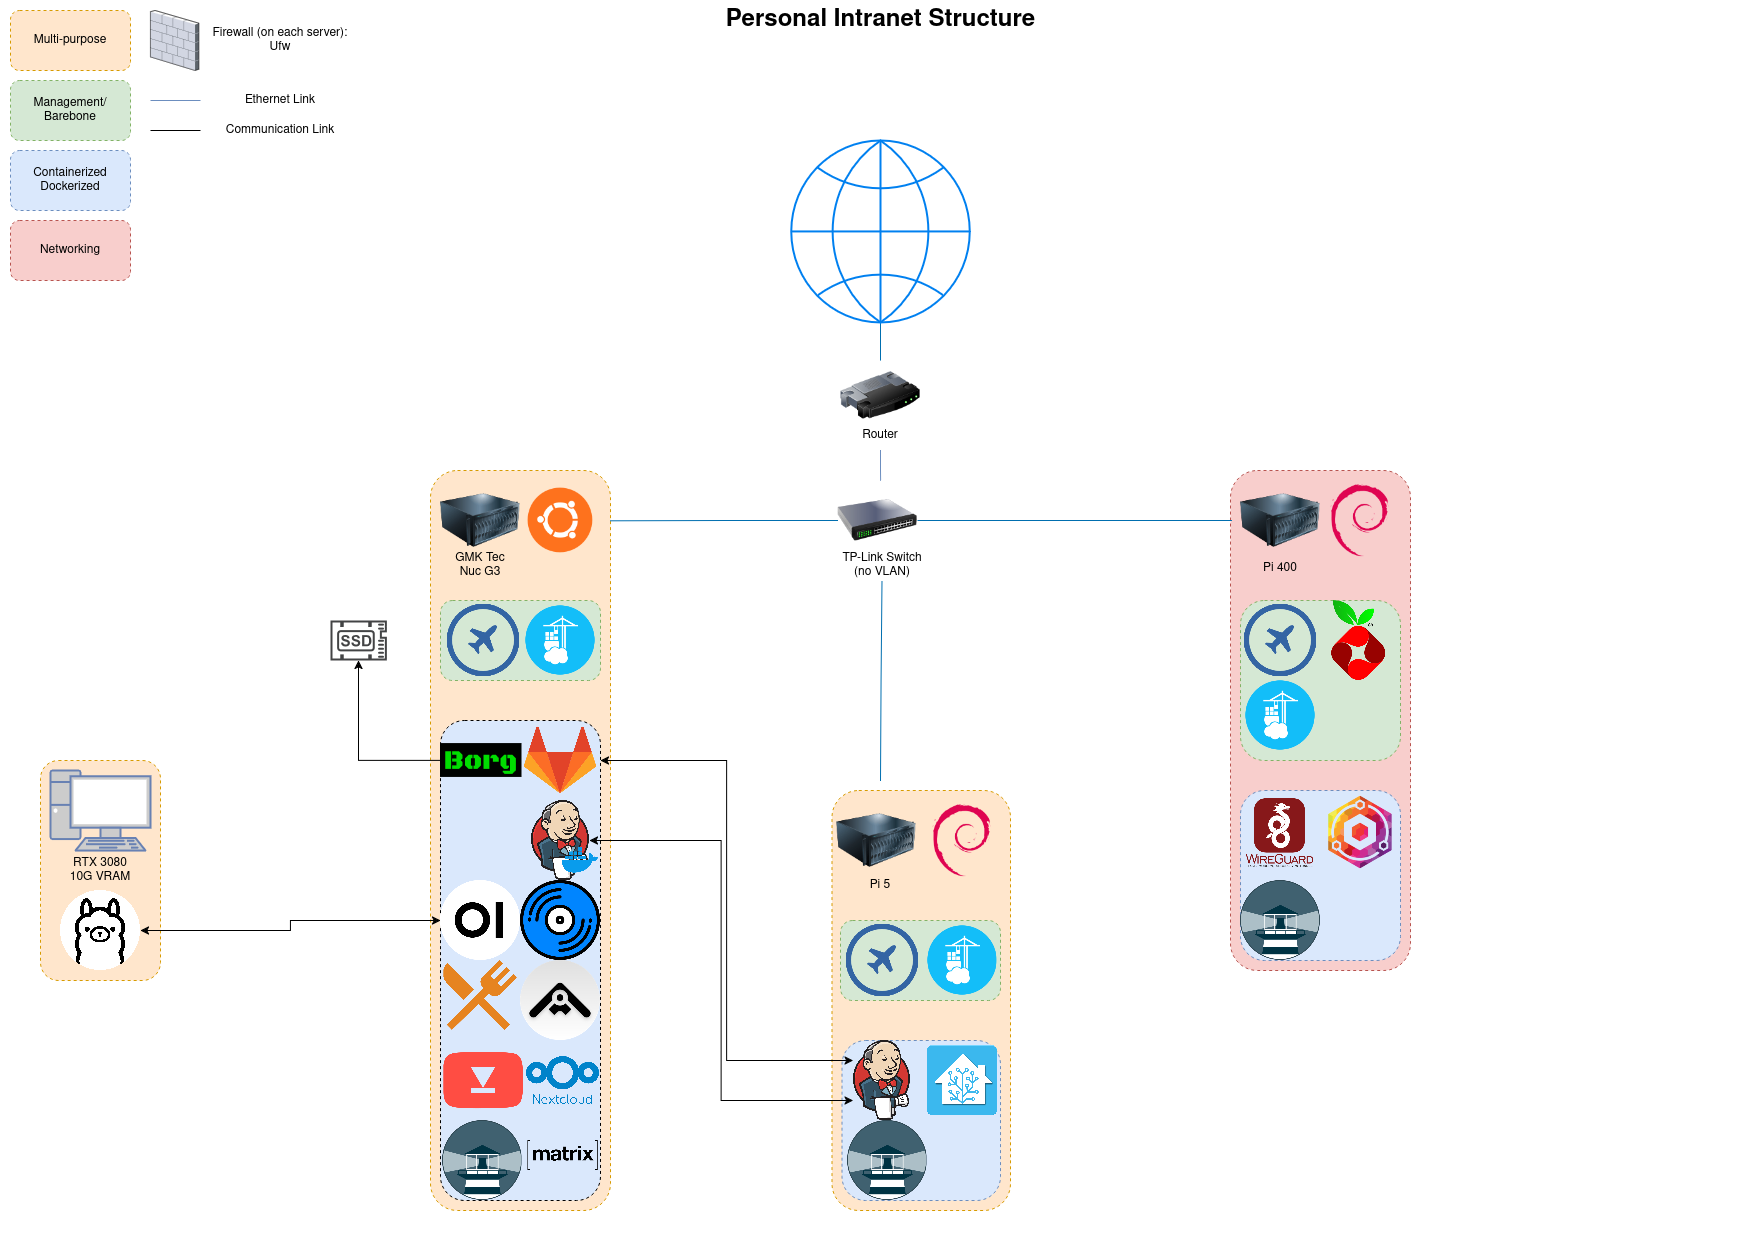 Personal Intranet Structure
Multi-purpose
Firewall (on each server):
Ufw
Management/
Barebone
Ethernet Link
Communication Link
Containerized
Dockerized
Networking
Router
GMK Tec
Nuc G3
TP-Link Switch
(no VLAN)
Pi 400
SSD
Borg
RTX 3080
10G VRAM
OI
Pi 5
WIREGUARD
Nextcloud
[matrix]